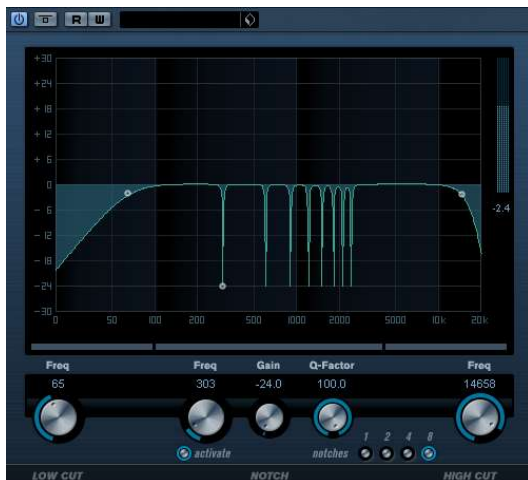 R W
+30
+24
+ 18
+ 12
+ 6
0
- 6
- 12
- 18
- 24
- 30
0 50 100 200 500 1000 2000 5000 10k 20k
-2.4
Freq Freq Gain Q-Factor Freq
65 303 -24.0 100.0 14658
activate notches 1 2 4 8
LOW CUT NOTCH HIGH CUT